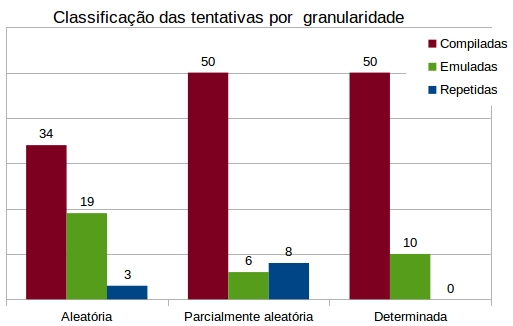 Classificação das tentativas por  granularidade
Compiladas
Emuladas
Repetidas
34
19
3
50
6
8
50
10
0
Aleatória
Parcialmente aleatória
Determinada